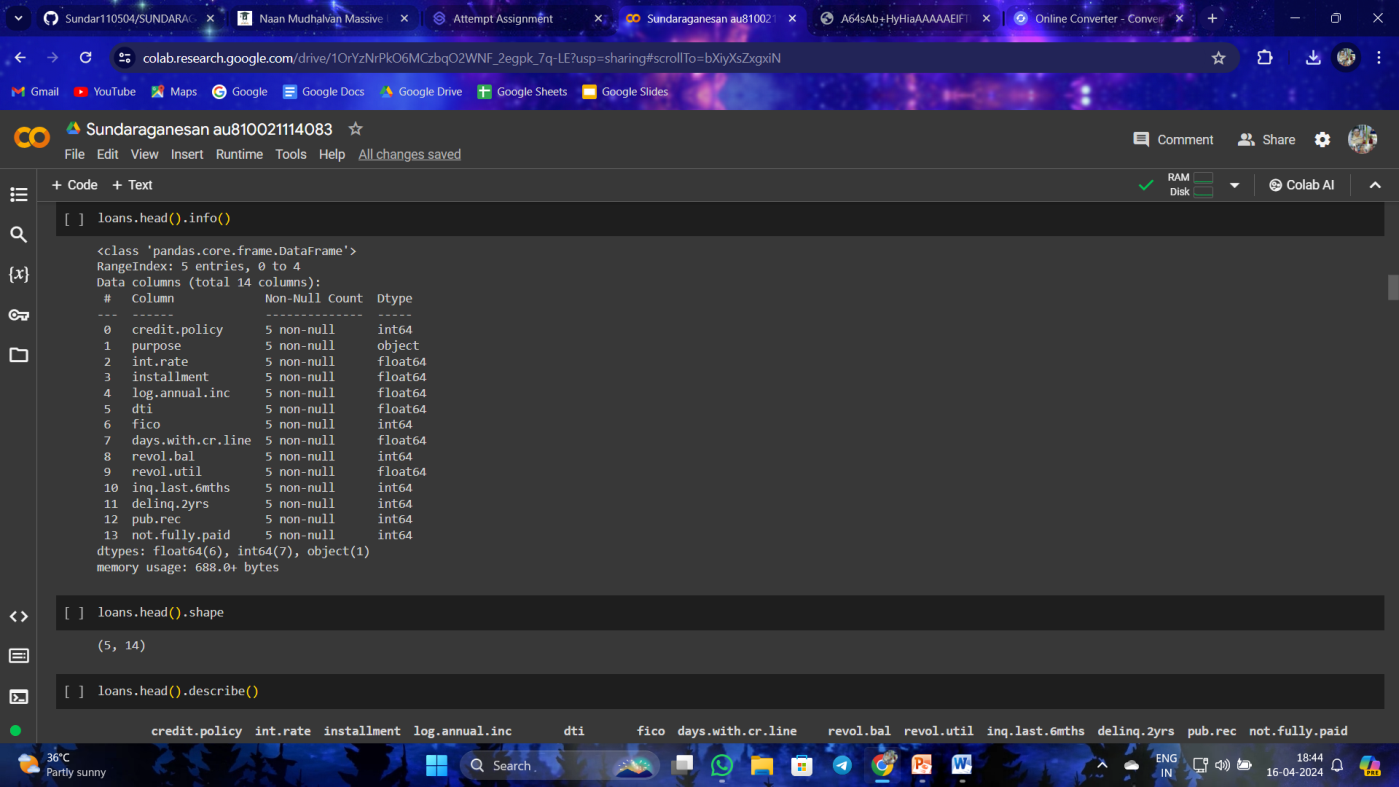 Sundar110504/SUNDARAG
Naan Mudhalvan Massive
Attempt Assignment
Sundaraganesan au810021
A64sAb+HyHiaAAAAAEIFT
Online Converter - Conver
colab.research.google.com/drive/1OrYzNrPkO6MCzbqO2WNF_2egpk_7q-LE?usp=sharing#scrollTo=bXiyXsZxgxiN
Gmail YouTube Maps Google Google Docs Google Drive Google Sheets Google Slides
Sundaraganesan au810021114083
Comment Share
File Edit View Insert Runtime Tools Help All changes saved
+ Code + Text
RAM
Disk
Colab AI
[ ] loans.head().info()
<class 'pandas.core.frame.DataFrame'>
RangeIndex: 5 entries, 0 to 4
Data columns (total 14 columns):
# Column Non-Null Count Dtype
--- ------ -------------- -----
0 credit.policy 5 non-null int64
1 purpose 5 non-null object
2 int.rate 5 non-null float64
3 installment 5 non-null float64
4 log.annual.inc 5 non-null float64
5 dti 5 non-null float64
6 fico 5 non-null int64
7 days.with.cr.line 5 non-null float64
8 revol.bal 5 non-null int64
9 revol.util 5 non-null float64
10 inq.last.6mths 5 non-null int64
11 delinq.2yrs 5 non-null int64
12 pub.rec 5 non-null int64
13 not.fully.paid 5 non-null int64
dtypes: float64(6), int64(7), object(1)
memory usage: 688.0+ bytes
[ ] loans.head().shape
(5, 14)
[ ] loans.head().describe()
credit.policy int.rate installment log.annual.inc dti fico days.with.cr.line revol.bal revol.util inq.last.6mths delinq.2yrs pub.rec not.fully.paid
36°C
Partly sunny
Search
ENG
IN
18:44
16-04-2024
PRE